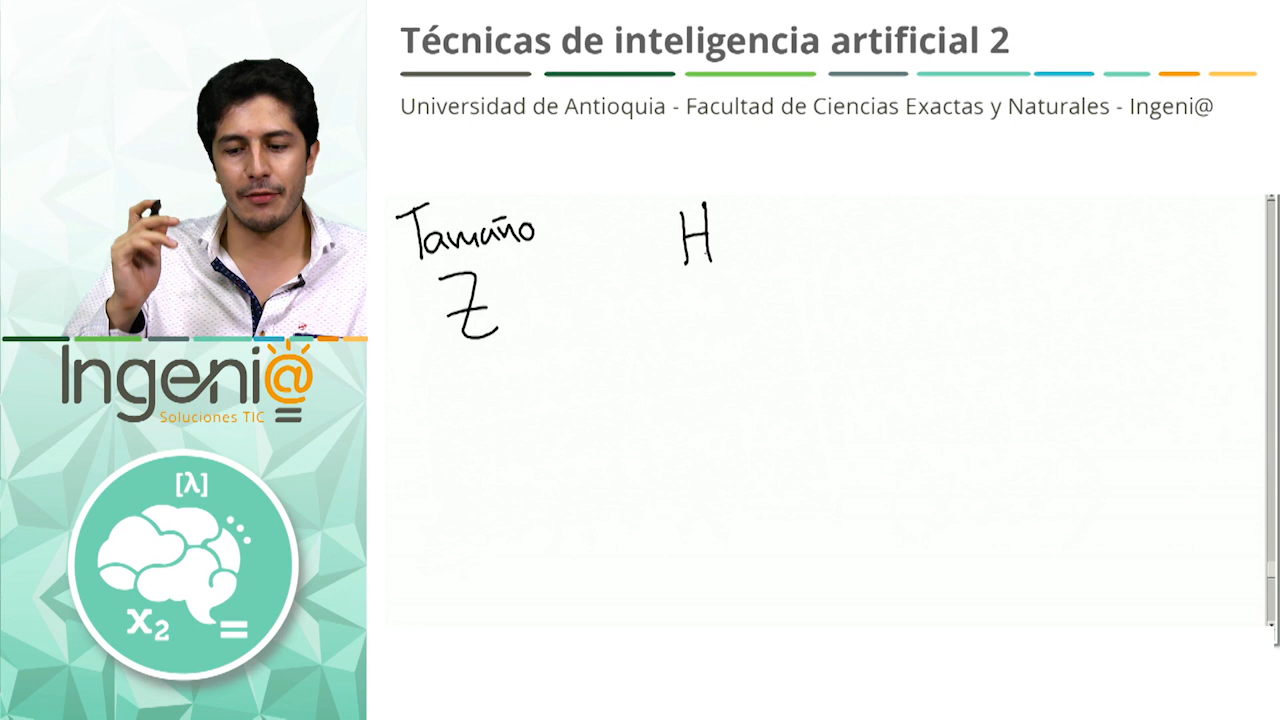 Técnicas de inteligencia artificial 2
Universidad de Antioquia - Facultad de Ciencias Exactas y Naturales - Ingeni@
Tamaño H
Z
Ingeni@
Soluciones TIC
[λ]
x₂ =